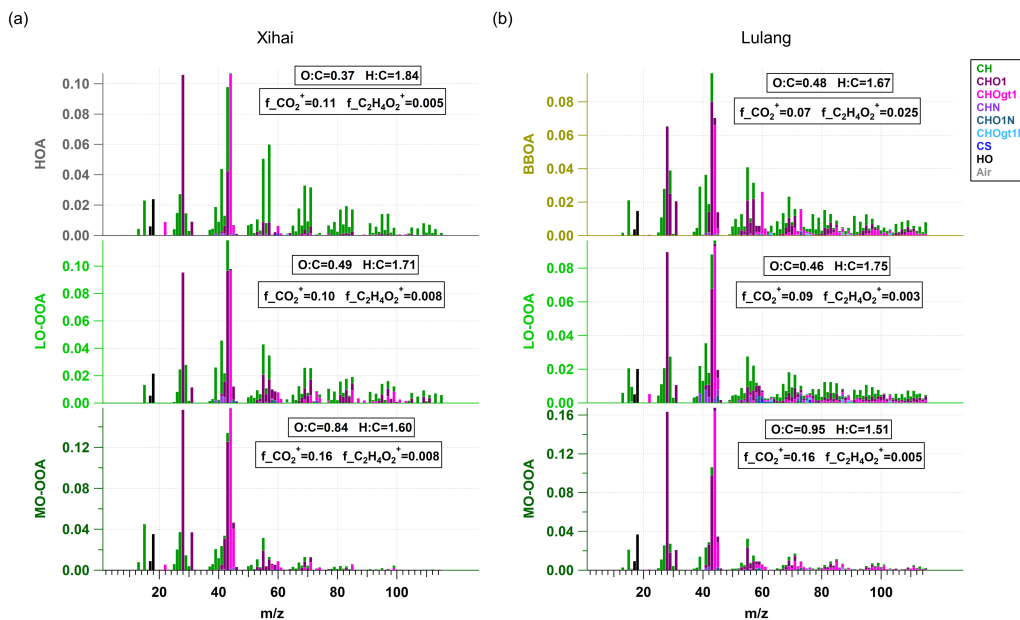 (a)
Xihai
O:C=0.37 H:C=1.84
f_CO₂⁺=0.11 f_C₂H₄O₂⁺=0.005
0.10
0.08
0.06
0.04
0.02
0.00
HOA
O:C=0.49 H:C=1.71
f_CO₂⁺=0.10 f_C₂H₄O₂⁺=0.008
0.10
0.08
0.06
0.04
0.02
0.00
LO-OOA
O:C=0.84 H:C=1.60
f_CO₂⁺=0.16 f_C₂H₄O₂⁺=0.008
0.12
0.08
0.04
0.00
MO-OOA
20 40 60 80 100
m/z
(b)
Lulang
O:C=0.48 H:C=1.67
f_CO₂⁺=0.07 f_C₂H₄O₂⁺=0.025
0.08
0.06
0.04
0.02
0.00
BBOA
O:C=0.46 H:C=1.75
f_CO₂⁺=0.09 f_C₂H₄O₂⁺=0.003
0.08
0.06
0.04
0.02
0.00
LO-OOA
O:C=0.95 H:C=1.51
f_CO₂⁺=0.16 f_C₂H₄O₂⁺=0.005
0.16
0.12
0.08
0.04
0.00
MO-OOA
20 40 60 80 100
m/z
CH
CHO1
CHOgt1
CHN
CHO1N
CHOgt1
CS
HO
Air